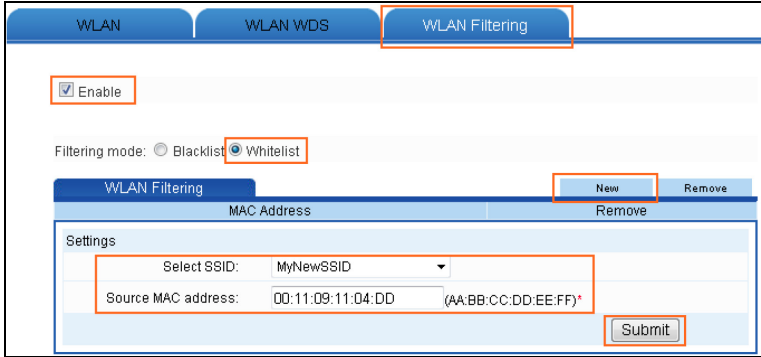 WLAN WLAN WDS WLAN Filtering
Enable
Filtering mode: Blacklist Whitelist
WLAN Filtering New Remove
MAC Address Remove
Settings
Select SSID: MyNewSSID
Source MAC address: 00:11:09:11:04:DD (AA:BB:CC:DD:EE:FF)*
Submit